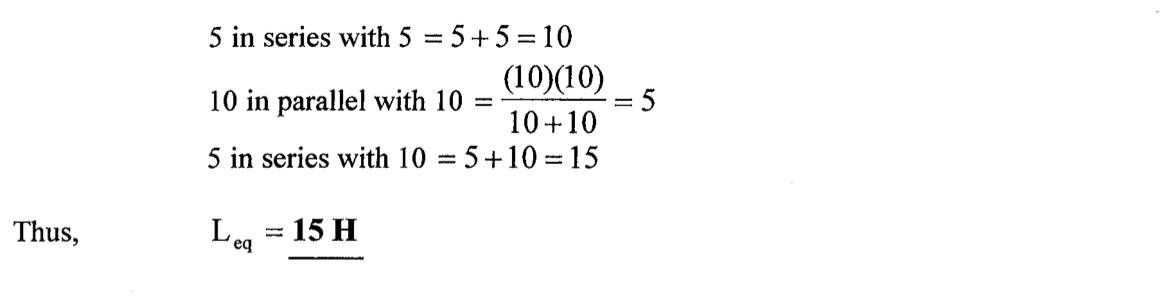 5 in series with 5 = 5 + 5 = 10
10 in parallel with 10 = (10)(10) / 10 + 10 = 5
5 in series with 10 = 5 + 10 = 15
Thus, L eq = 15 H